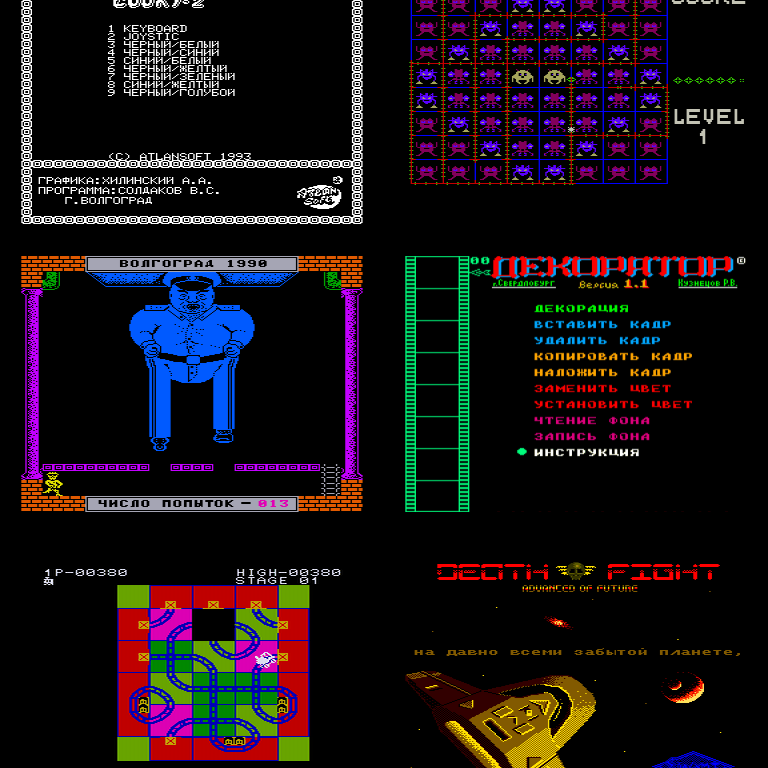 1 KEYBOARD
2 JOYSTIC
3 ЧЕРНЫЙ/БЕЛЫЙ
4 ЧЕРНЫЙ/СИНИЙ
5 СИНИЙ/БЕЛЫЙ
6 ЧЕРНЫЙ/ЖЕЛТЫЙ
7 ЧЕРНЫЙ/ЗЕЛЕНЫЙ
8 СИНИЙ/ЖЕЛТЫЙ
9 ЧЕРНЫЙ/ГОЛУБОЙ
(C) ATLANSOFT 1993
ГРАФИКА:ХИЛИНСКИЙ А.А.
ПРОГРАММА:СОЛДАКОВ В.С.
Г.ВОЛГОГРАД
LEVEL
1
ВОЛГОГРАД 1990
ЧИСЛО ПОПЫТОК - 013
00
ДЕКОРАТОР®
г.Свердлобург Версия 1.1 Кузнецов Р.В.
ДЕКОРАЦИЯ
ВСТАВИТЬ КАДР
УДАЛИТЬ КАДР
КОПИРОВАТЬ КАДР
НАЛОЖИТЬ КАДР
ЗАМЕНИТЬ ЦВЕТ
УСТАНОВИТЬ ЦВЕТ
ЧТЕНИЕ ФОНА
ЗАПИСЬ ФОНА
ИНСТРУКЦИЯ
1P-00380 HIGH-00380
STAGE 01
DEATH FIGHT
ADVANCED OF FUTURE
на давно всеми забытой планете,